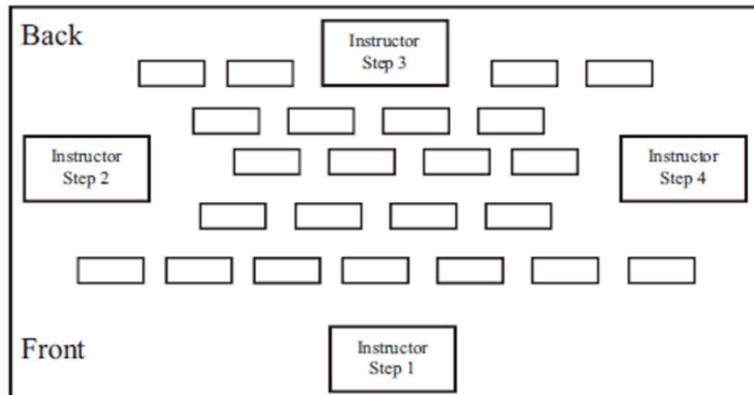 Back
Instructor
Step 3
Instructor
Step 2
Instructor
Step 4
Front
Instructor
Step 1